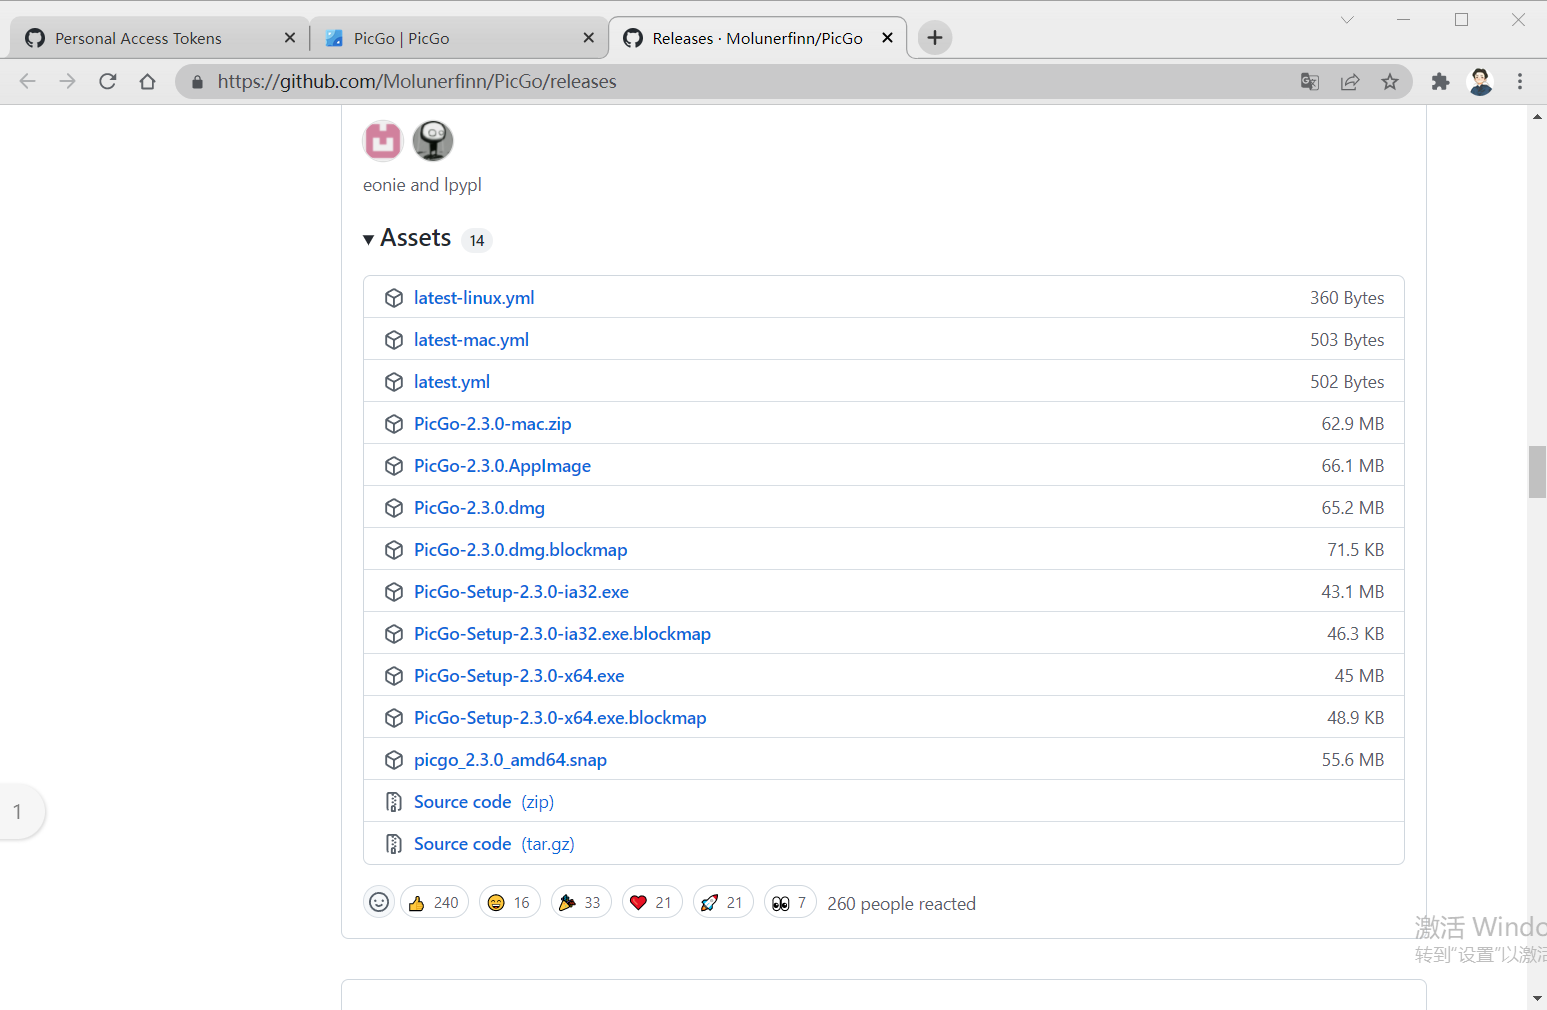 Personal Access Tokens
PicGo | PicGo
Releases · Molunerfinn/PicGo
https://github.com/Molunerfinn/PicGo/releases
eonie and lpypl
Assets 14
latest-linux.yml 360 Bytes
latest-mac.yml 503 Bytes
latest.yml 502 Bytes
PicGo-2.3.0-mac.zip 62.9 MB
PicGo-2.3.0.AppImage 66.1 MB
PicGo-2.3.0.dmg 65.2 MB
PicGo-2.3.0.dmg.blockmap 71.5 KB
PicGo-Setup-2.3.0-ia32.exe 43.1 MB
PicGo-Setup-2.3.0-ia32.exe.blockmap 46.3 KB
PicGo-Setup-2.3.0-x64.exe 45 MB
PicGo-Setup-2.3.0-x64.exe.blockmap 48.9 KB
picgo_2.3.0_amd64.snap 55.6 MB
1
Source code (zip)
Source code (tar.gz)
240 16 33 21 21 7 260 people reacted
激活 Windo
转到"设置"以激活